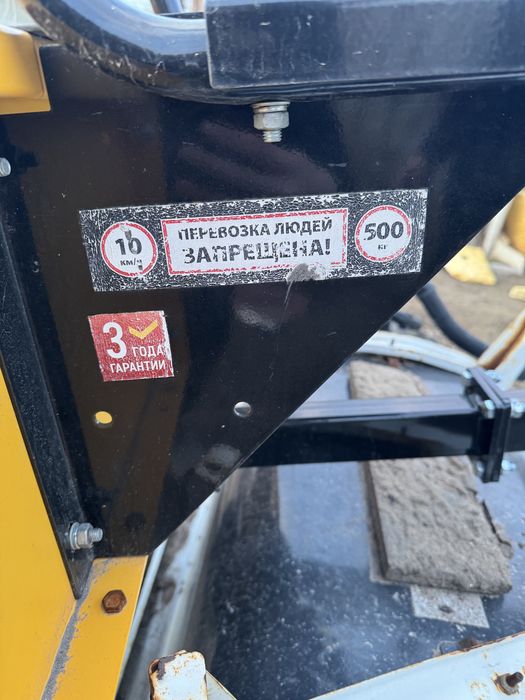 10
км/ч
ПЕРЕВОЗКА ЛЮДЕЙ
ЗАПРЕЩЕНА!
500
кг
3
ГОДА
ГАРАНТИИ